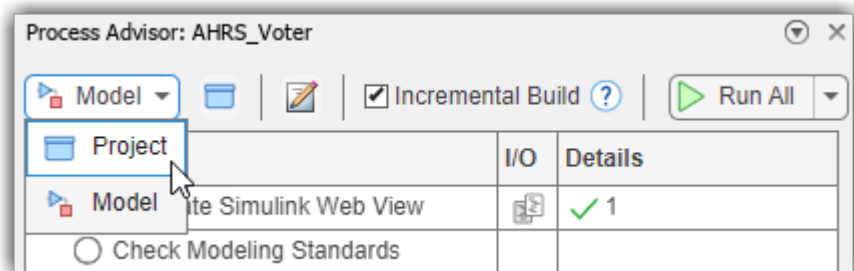 Process Advisor: AHRS_Voter
Model Incremental Build ? Run All
Project I/O Details
Model te Simulink Web View 1
Check Modeling Standards